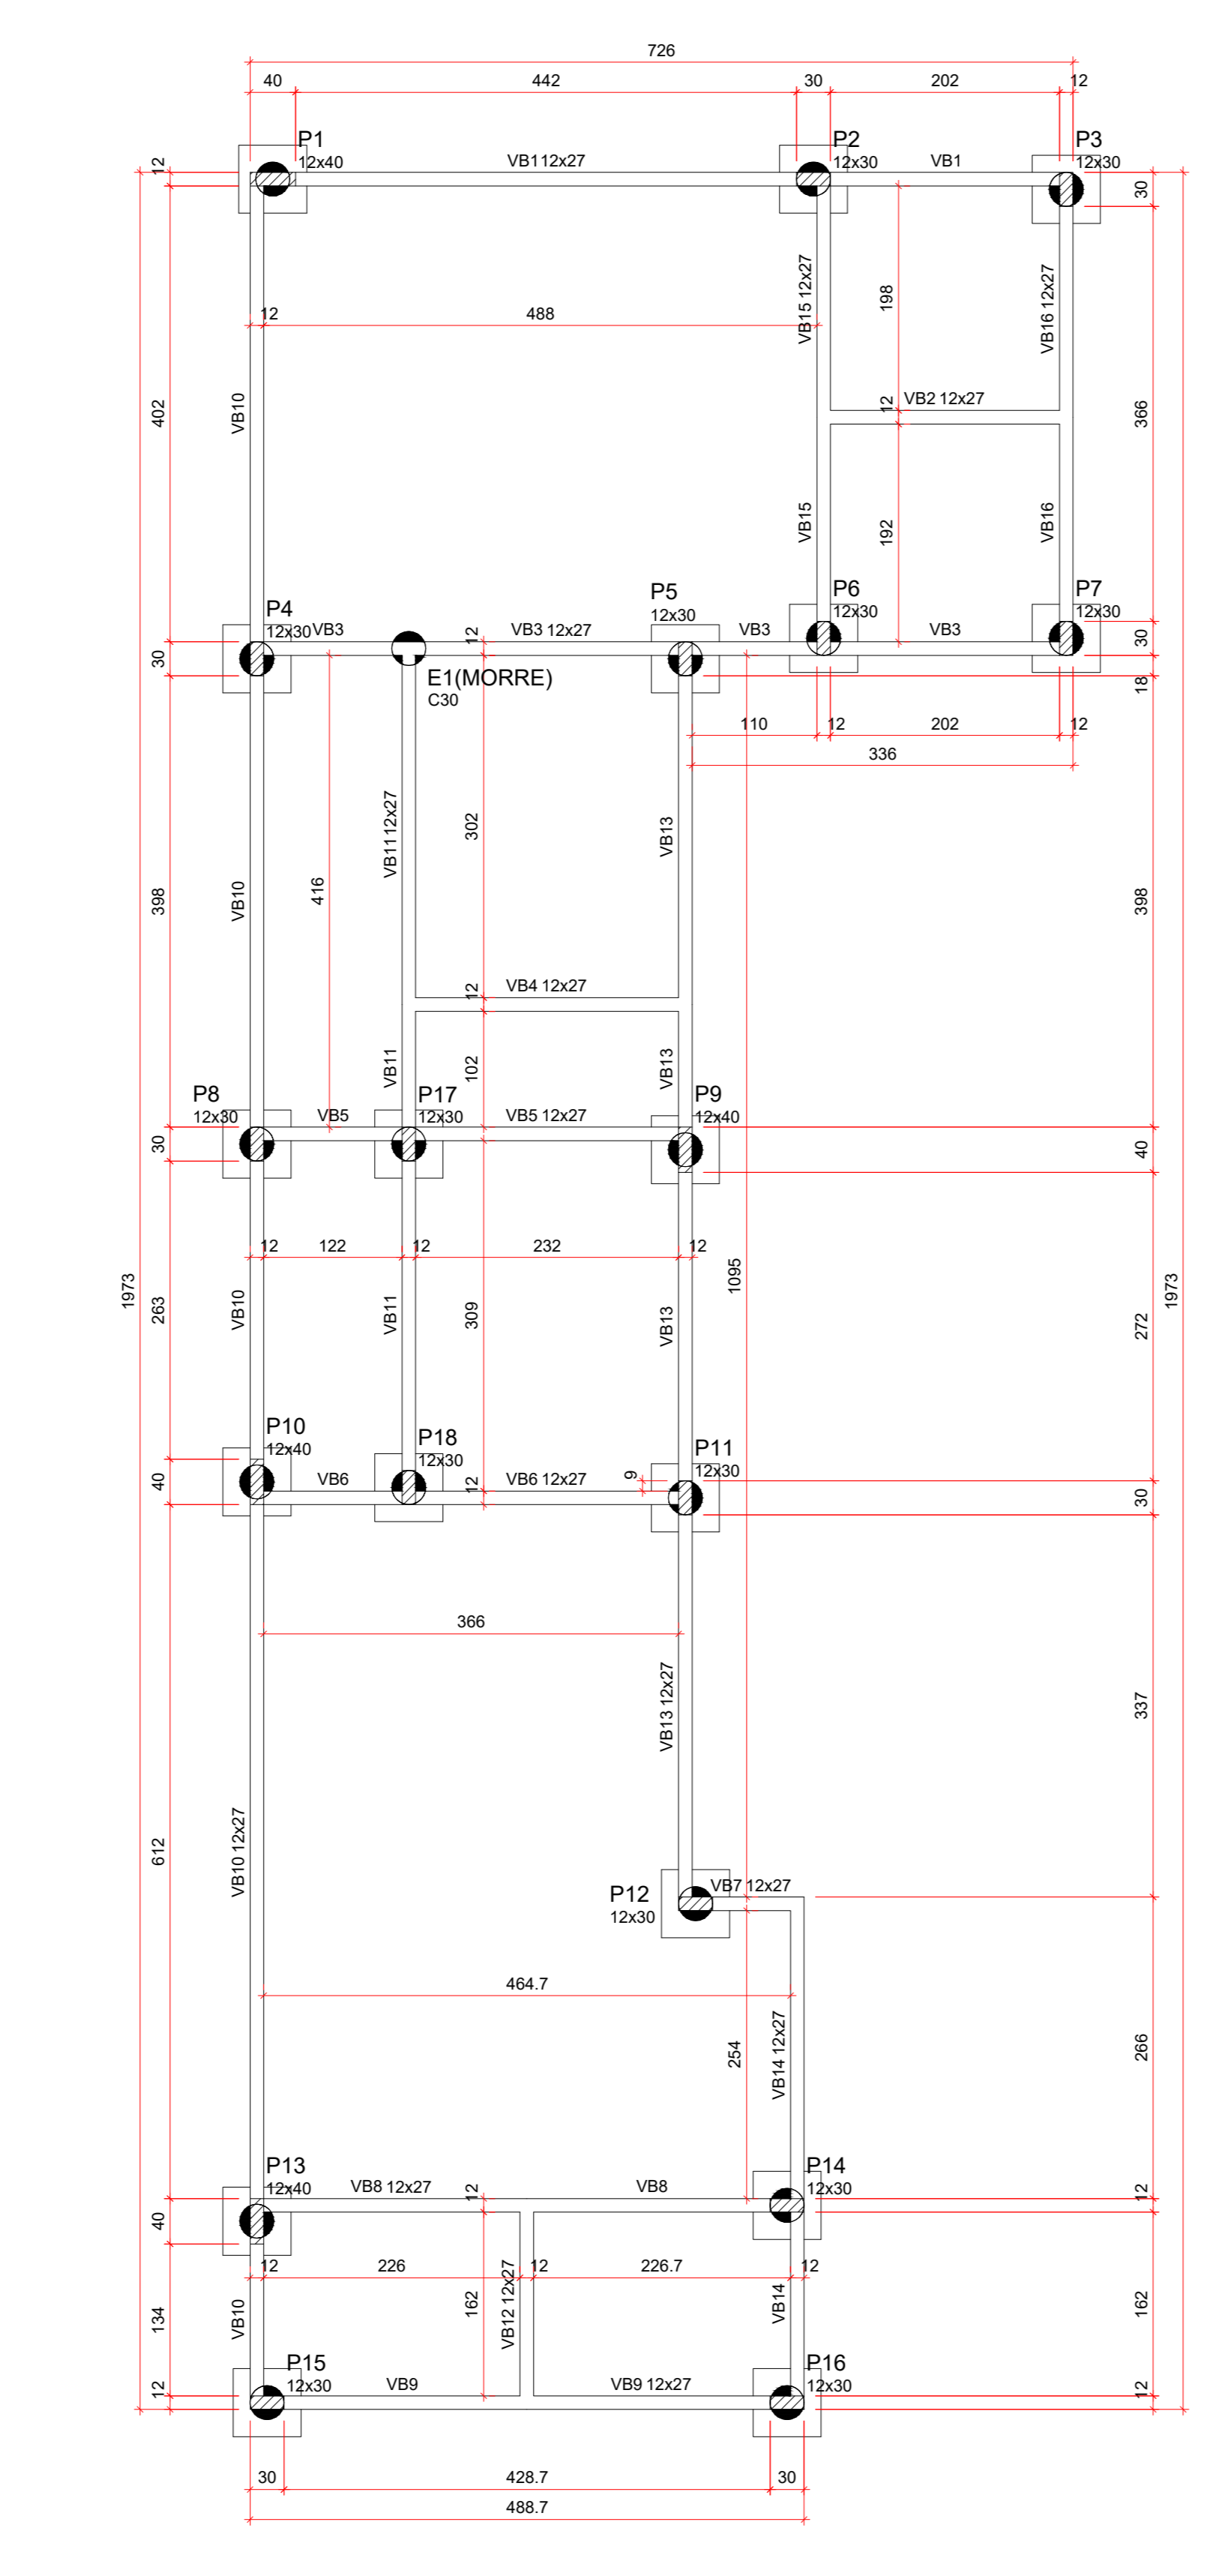 726
40
442
30
202
12
P1
12x40
VB112x27
P2
12x30
VB1
P3
12x30
12
30
12
488
VB15 12x27
198
VB16 12x27
VB10
402
12
VB2 12x27
366
VB15
192
VB16
P4
12x30
VB3
VB3 12x27
12
P5
12x30
VB3
P6
12x30
VB3
P7
12x30
30
30
E1(MORRE)
C30
18
110
12
202
12
336
398
VB10
416
VB1112x27
302
VB13
398
VB4 12x27
12
VB11
102
VB13
P8
12x30
VB5
P17
12x30
VB5 12x27
P9
12x40
30
40
12
122
12
232
12
1973
263
VB10
VB11
309
VB13
1095
272
1973
P10
12x40
VB6
P18
12x30
VB6 12x27
12
9
P11
12x30
40
30
366
VB13 12x27
337
612
VB10 12x27
P12
12x30
VB7 12x27
464.7
254
VB14 12x27
266
P13
12x40
VB8 12x27
12
VB8
P14
12x30
12
40
12
226
12
226.7
12
134
VB10
162
VB12 12x27
VB14
162
P15
12x30
VB9
VB9 12x27
P16
12x30
12
12
30
428.7
30
488.7